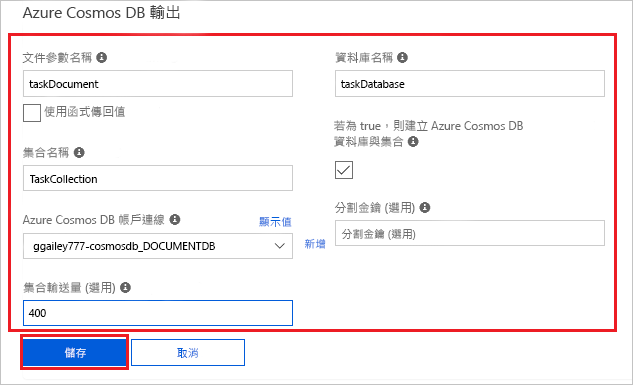 Azure Cosmos DB 輸出
文件參數名稱
taskDocument
使用函式傳回值
集合名稱
TaskCollection
Azure Cosmos DB 帳戶連線
顯示值
ggailey777-cosmosdb_DOCUMENTDB
新增
集合輸送量 (選用)
400
資料庫名稱
taskDatabase
若為 true，則建立 Azure Cosmos DB
資料庫與集合
分割金鑰 (選用)
分割金鑰 (選用)
儲存
取消